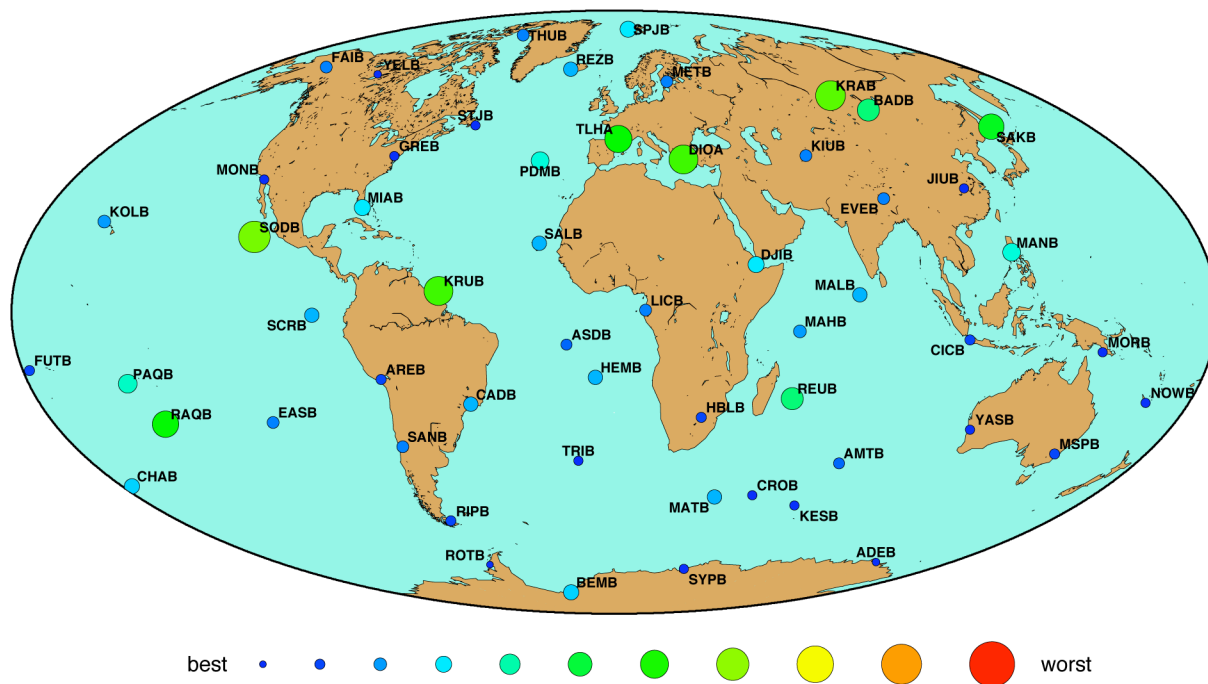 SPJB
THUB
REZB
FAIB
YELB
METB
KRAB
BADB
STJB
TLHA
SAKB
GREB
DIOA
KIUB
PDMB
MONB
JIUB
MIAB
EVEB
KOLB
SODB
SALB
MANB
DJIB
KRUB
MALB
LICB
SCRB
MAHB
ASDB
CICB
MORB
FUTB
AREB
HEMB
PAQB
CADB
REUB
NOWB
RAQB
EASB
HBLB
YASB
SANB
TRIB
AMTB
MSPB
CHAB
CROB
MATB
KESB
RIPB
ROTB
ADEB
SYPB
BEMB
best worst